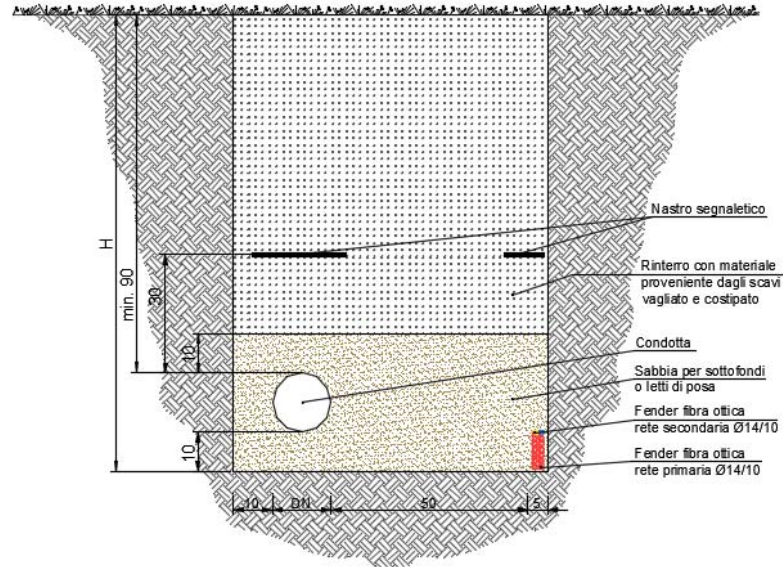 Nastro segnaletico
Rinterro con materiale
proveniente dagli scavi
vagliato e costipato
Condotta
Sabbia per sottofondi
o letti di posa
Fender fibra ottica
rete secondaria Ø14/10
Fender fibra ottica
rete primaria Ø14/10
H
min. 90
30
10
10
10
DN
50
5